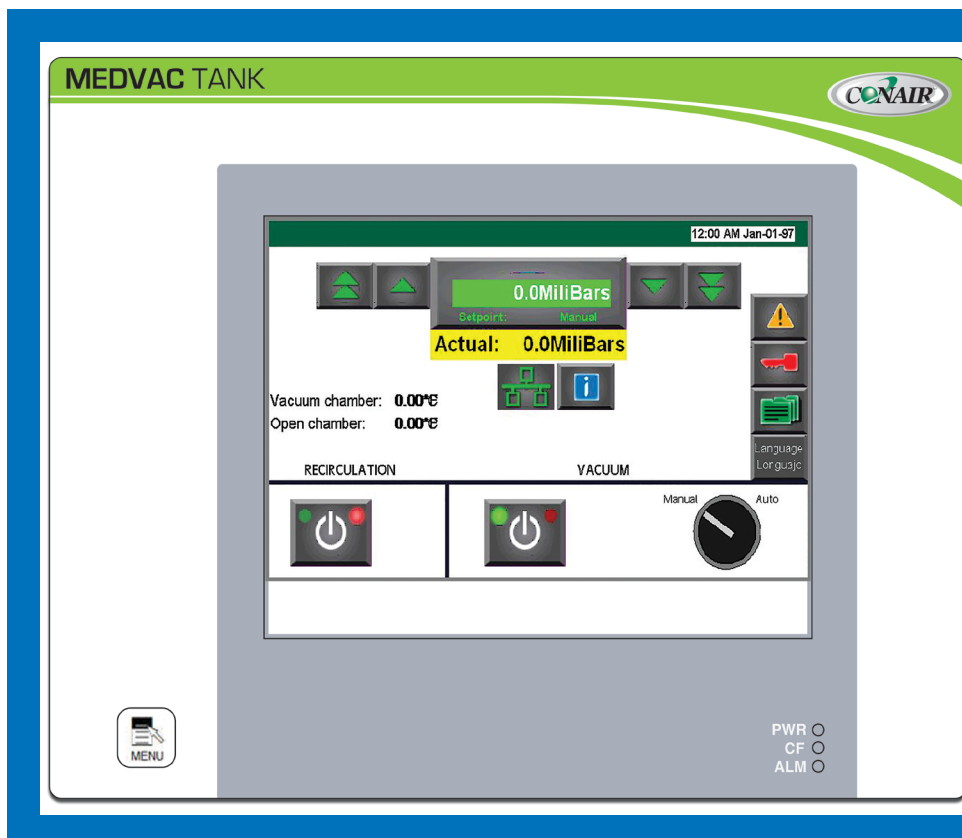 MEDVAC TANK
CONAIR
12:00 AM Jan-01-97
0.0MiliBars
Setpoint: Manual
Actual: 0.0MiliBars
i
Vacuum chamber: 0.00°C
Open chamber: 0.00°C
Language
RECIRCULATION VACUUM
Manual Auto
MENU
PWR
CF
ALM